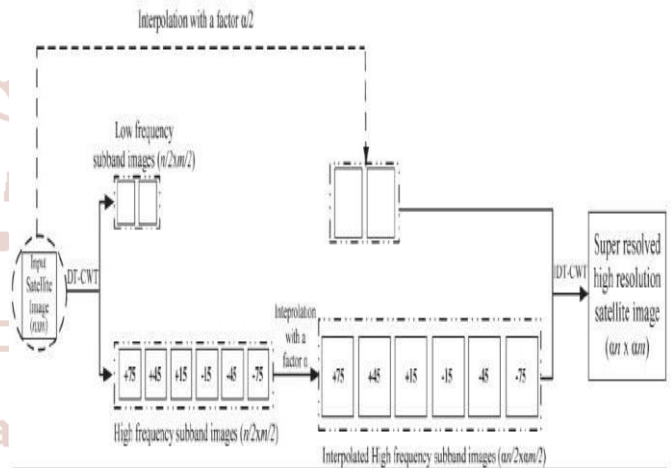 Interpolation with a factor α/2
Low frequency
subband images (n/2xm/2)
Input
Satellite
Image
(nxm)
DT-CWT
+75 +45 +15 -15 -45 -75
High frequency subband images (n/2xm/2)
Inteprolation
with a
factor α
+75 +45 +15 -15 -45 -75
Interpolated High frequency subband images (αn/2xαm/2)
IDT-CWT
Super resolved
high resolution
satellite image
(αn x αm)